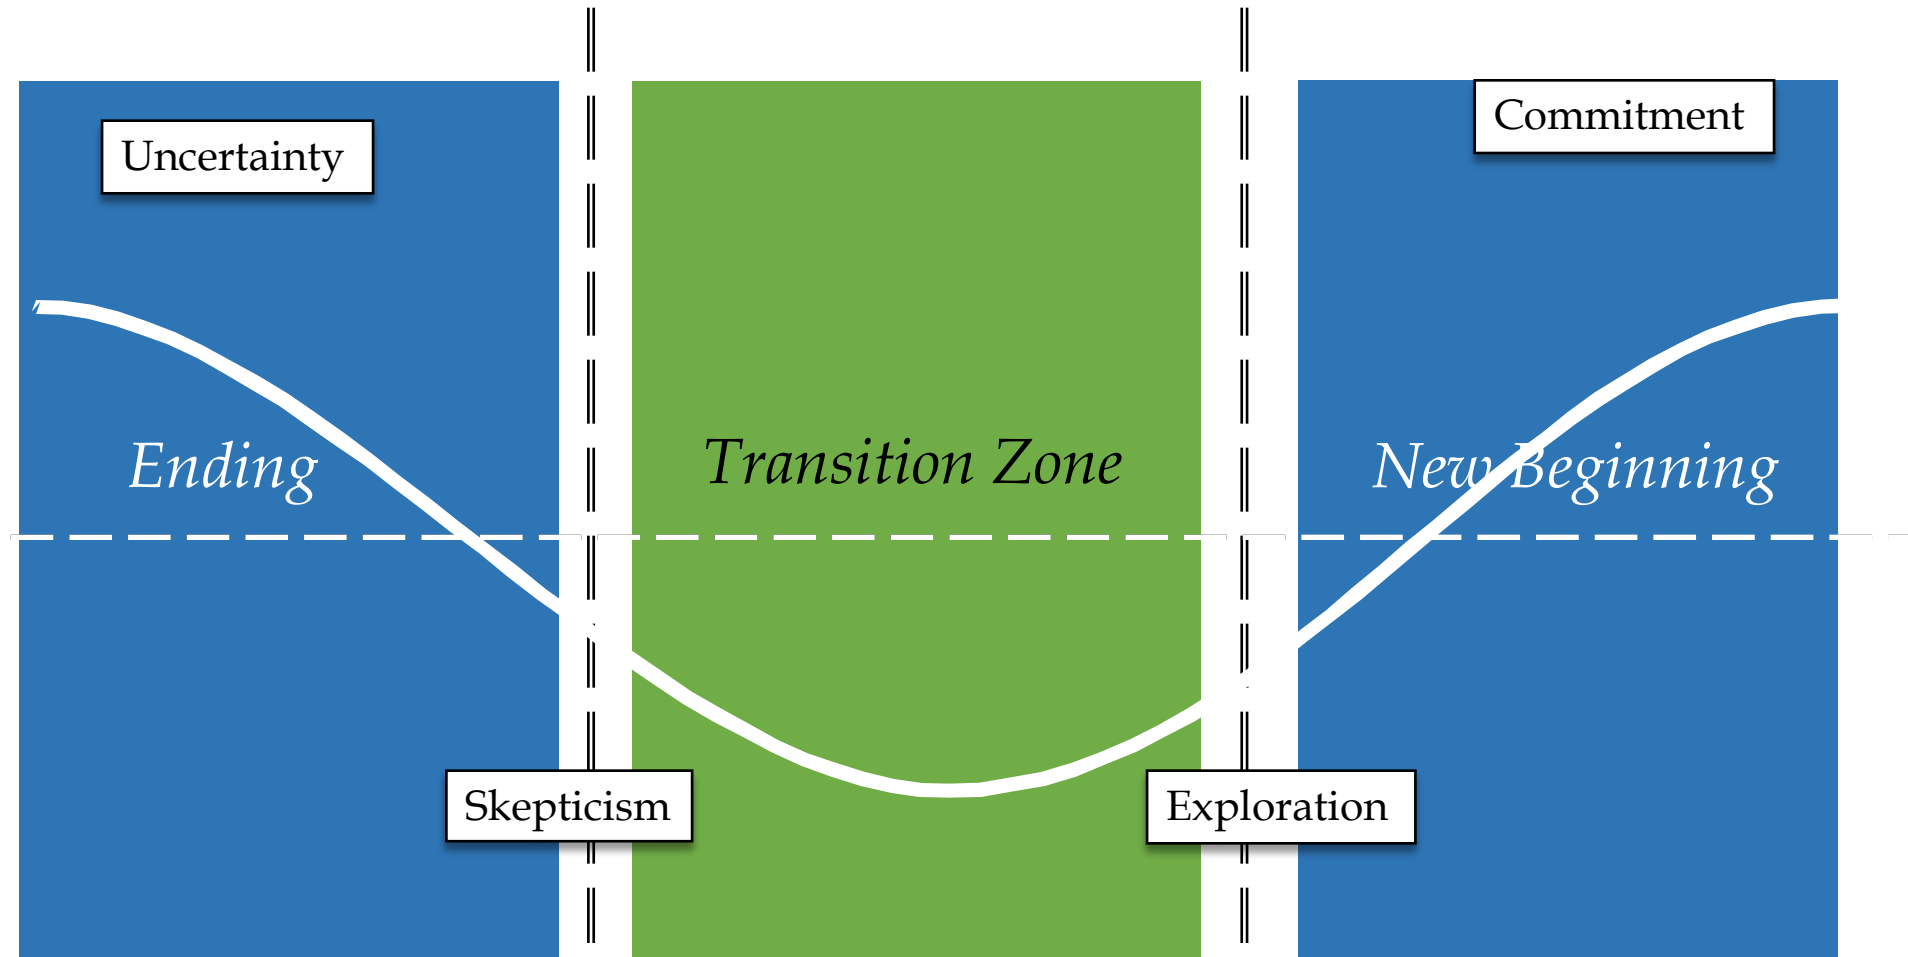 Uncertainty
Commitment
Ending
Transition Zone
New Beginning
Skepticism
Exploration